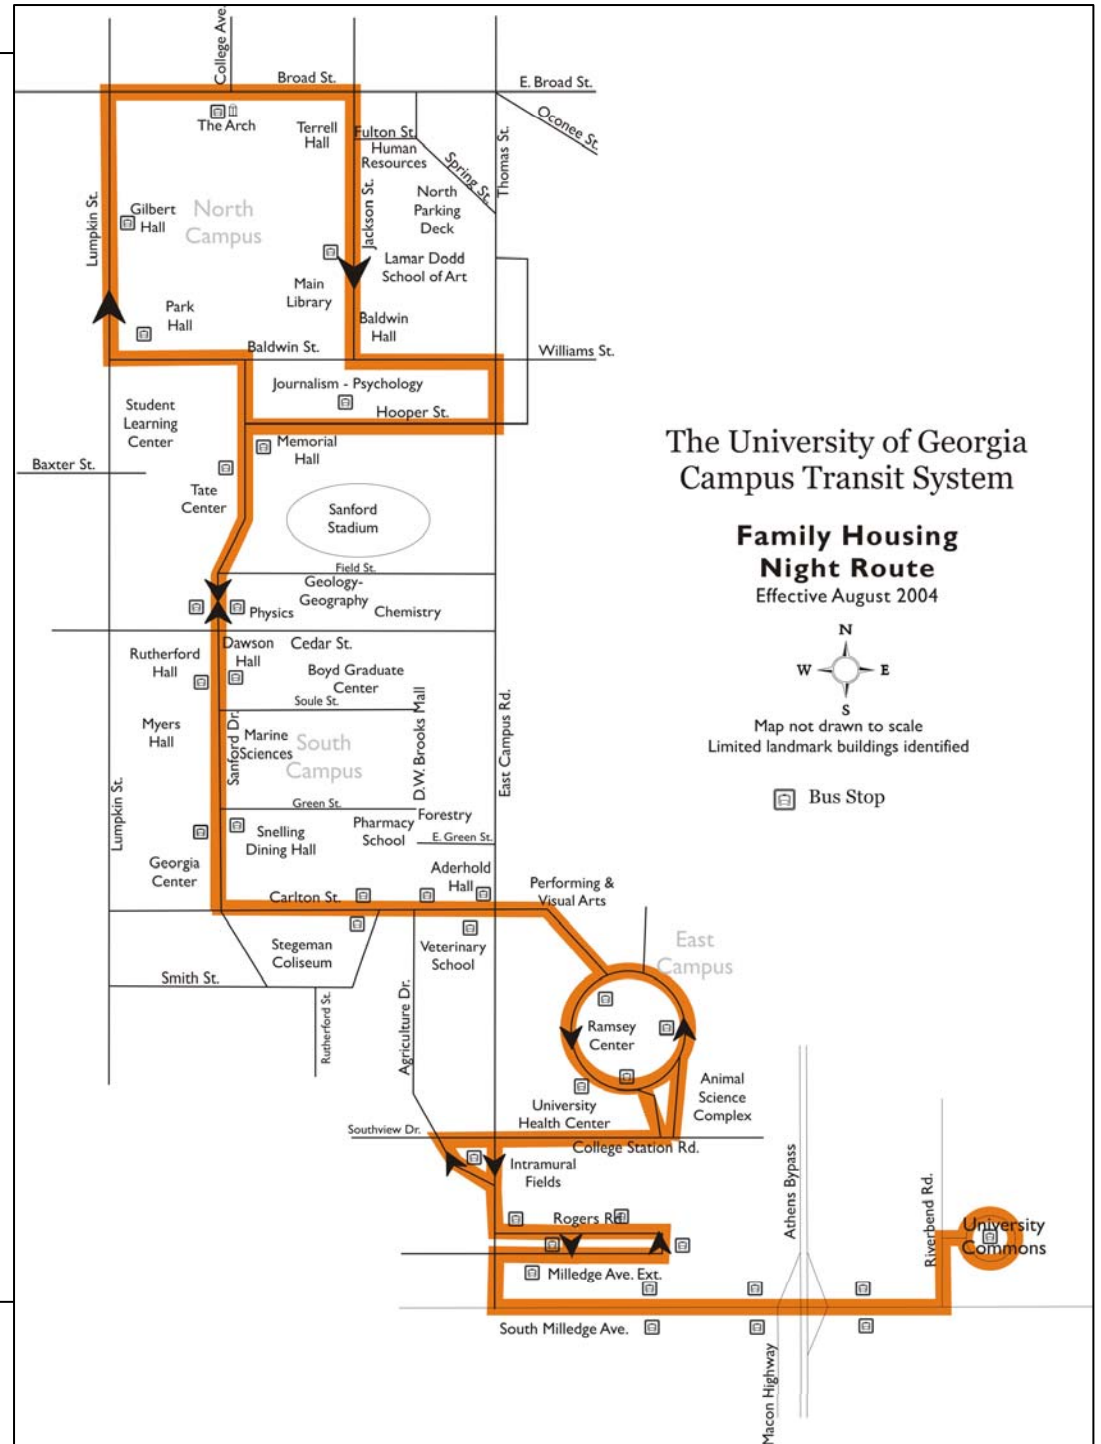 College Ave.
Broad St.
E. Broad St.
The Arch
Terrell
Hall
Fulton St.
Human
Resources
Oconee St.
Spring St.
Thomas St.
Lumpkin St.
Gilbert
Hall
North
Campus
Jackson St.
North
Parking
Deck
Lamar Dodd
School of Art
Main
Library
Park
Hall
Baldwin
Hall
Baldwin St.
Williams St.
Journalism - Psychology
Hooper St.
Student
Learning
Center
Memorial
Hall
Baxter St.
Tate
Center
Sanford
Stadium
The University of Georgia
Campus Transit System
Family Housing
Night Route
Effective August 2004
Field St.
Geology-
Geography
Physics
Chemistry
N
W
E
S
Map not drawn to scale
Limited landmark buildings identified
Bus Stop
Rutherford
Hall
Dawson
Hall
Cedar St.
Boyd Graduate
Center
Soule St.
Myers
Hall
Sanford Dr.
Marine
Sciences
South
Campus
D.W. Brooks Mall
East Campus Rd.
Lumpkin St.
Green St.
Forestry
Snelling
Dining Hall
Pharmacy
School
E. Green St.
Georgia
Center
Aderhold
Hall
Carlton St.
Performing &
Visual Arts
Stegeman
Coliseum
Veterinary
School
East
Campus
Smith St.
Rutherford St.
Agriculture Dr.
Ramsey
Center
Animal
Science
Complex
University
Health Center
Southview Dr.
College Station Rd.
Intramural
Fields
Athens Bypass
Riverbend Rd.
Rogers Rd.
University
Commons
Milledge Ave. Ext.
South Milledge Ave.
Macon Highway